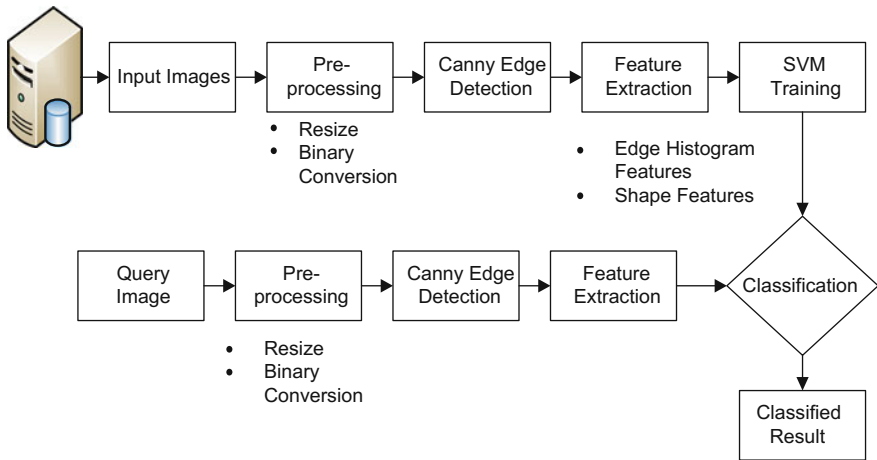 Input Images
Pre-
processing
Canny Edge
Detection
Feature
Extraction
SVM
Training
• Resize
• Binary
Conversion
• Edge Histogram
Features
• Shape Features
Query
Image
Pre-
processing
Canny Edge
Detection
Feature
Extraction
Classification
• Resize
• Binary
Conversion
Classified
Result